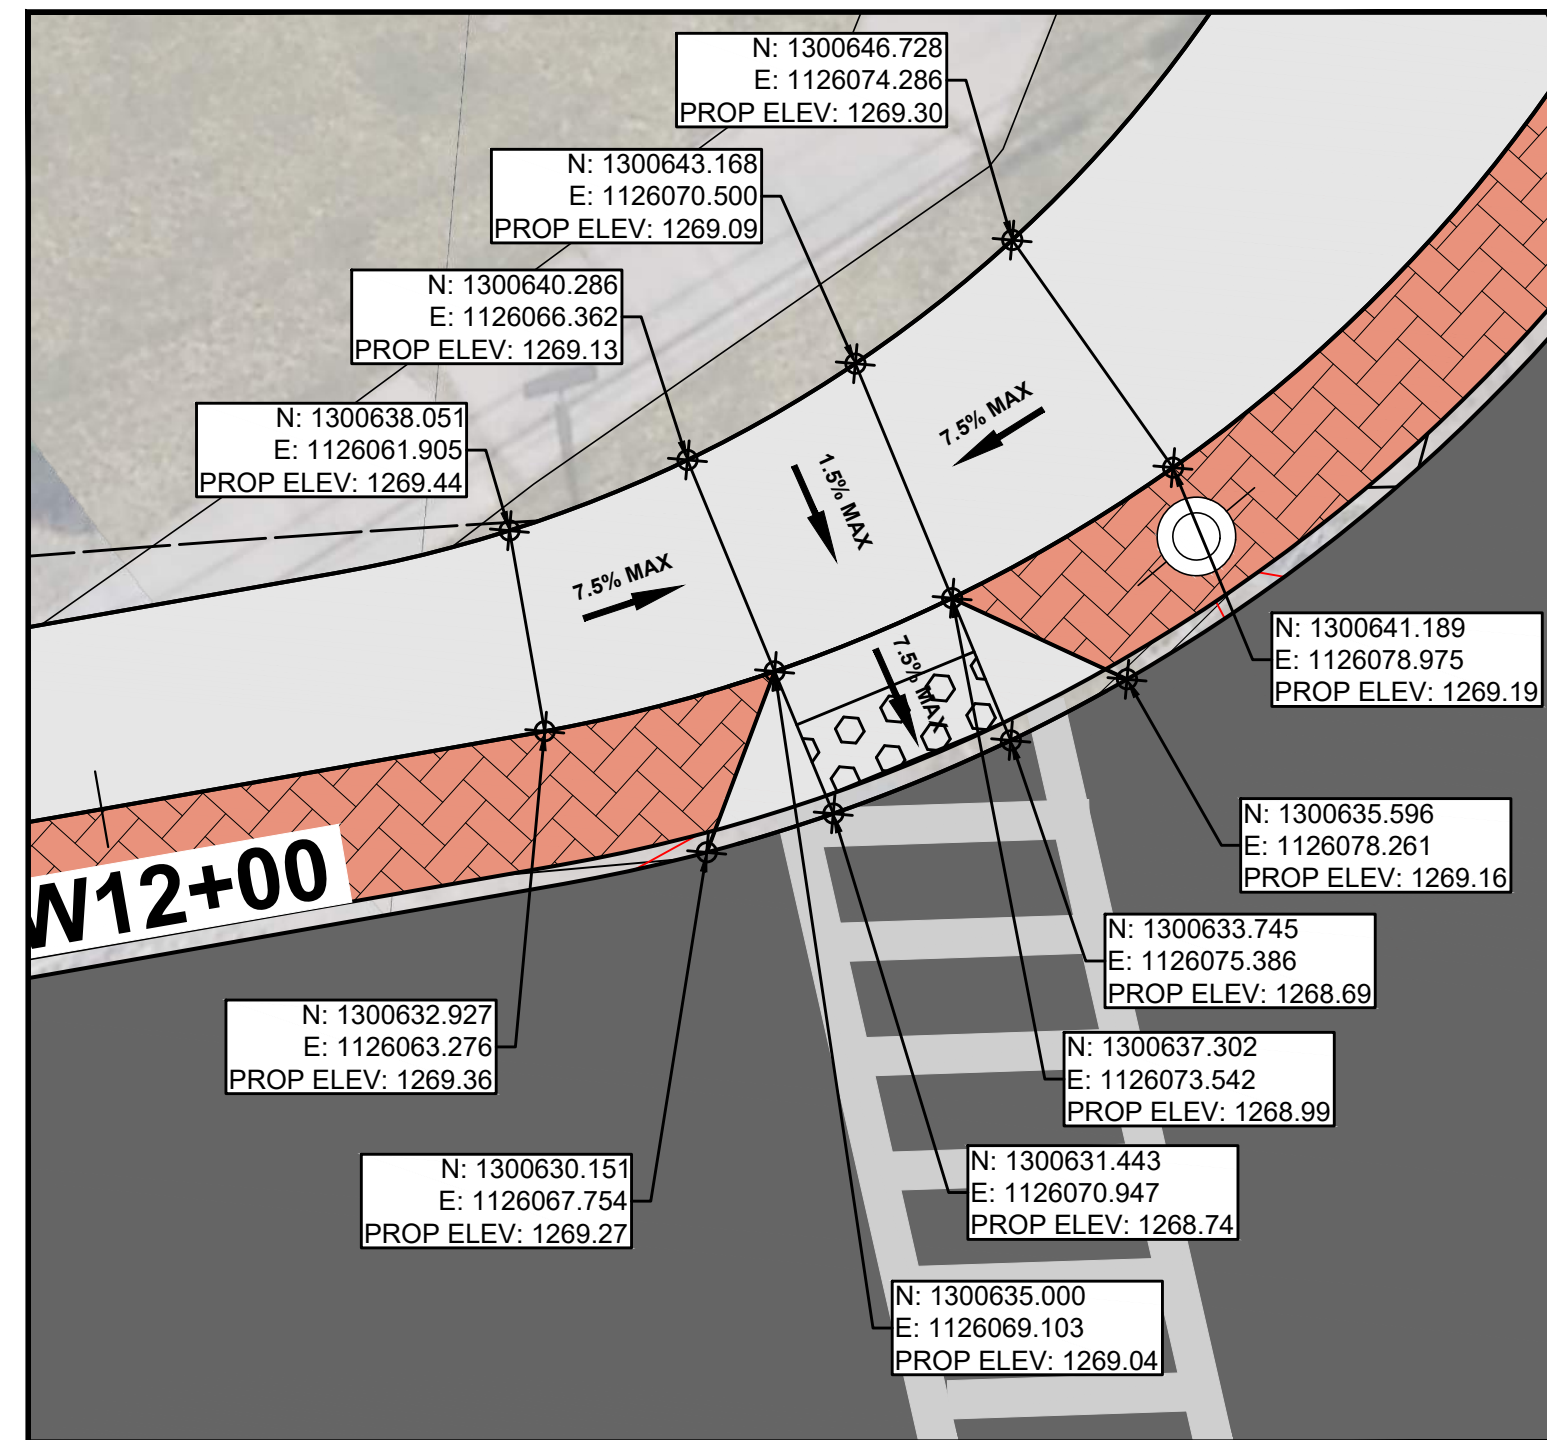 N: 1300646.728
E: 1126074.286
PROP ELEV: 1269.30
N: 1300643.168
E: 1126070.500
PROP ELEV: 1269.09
N: 1300640.286
E: 1126066.362
PROP ELEV: 1269.13
N: 1300638.051
E: 1126061.905
PROP ELEV: 1269.44
7.5% MAX
1.5% MAX
7.5% MAX
7.5% MAX
N: 1300641.189
E: 1126078.975
PROP ELEV: 1269.19
N: 1300635.596
E: 1126078.261
PROP ELEV: 1269.16
W12+00
N: 1300633.745
E: 1126075.386
PROP ELEV: 1268.69
N: 1300632.927
E: 1126063.276
PROP ELEV: 1269.36
N: 1300637.302
E: 1126073.542
PROP ELEV: 1268.99
N: 1300630.151
E: 1126067.754
PROP ELEV: 1269.27
N: 1300631.443
E: 1126070.947
PROP ELEV: 1268.74
N: 1300635.000
E: 1126069.103
PROP ELEV: 1269.04